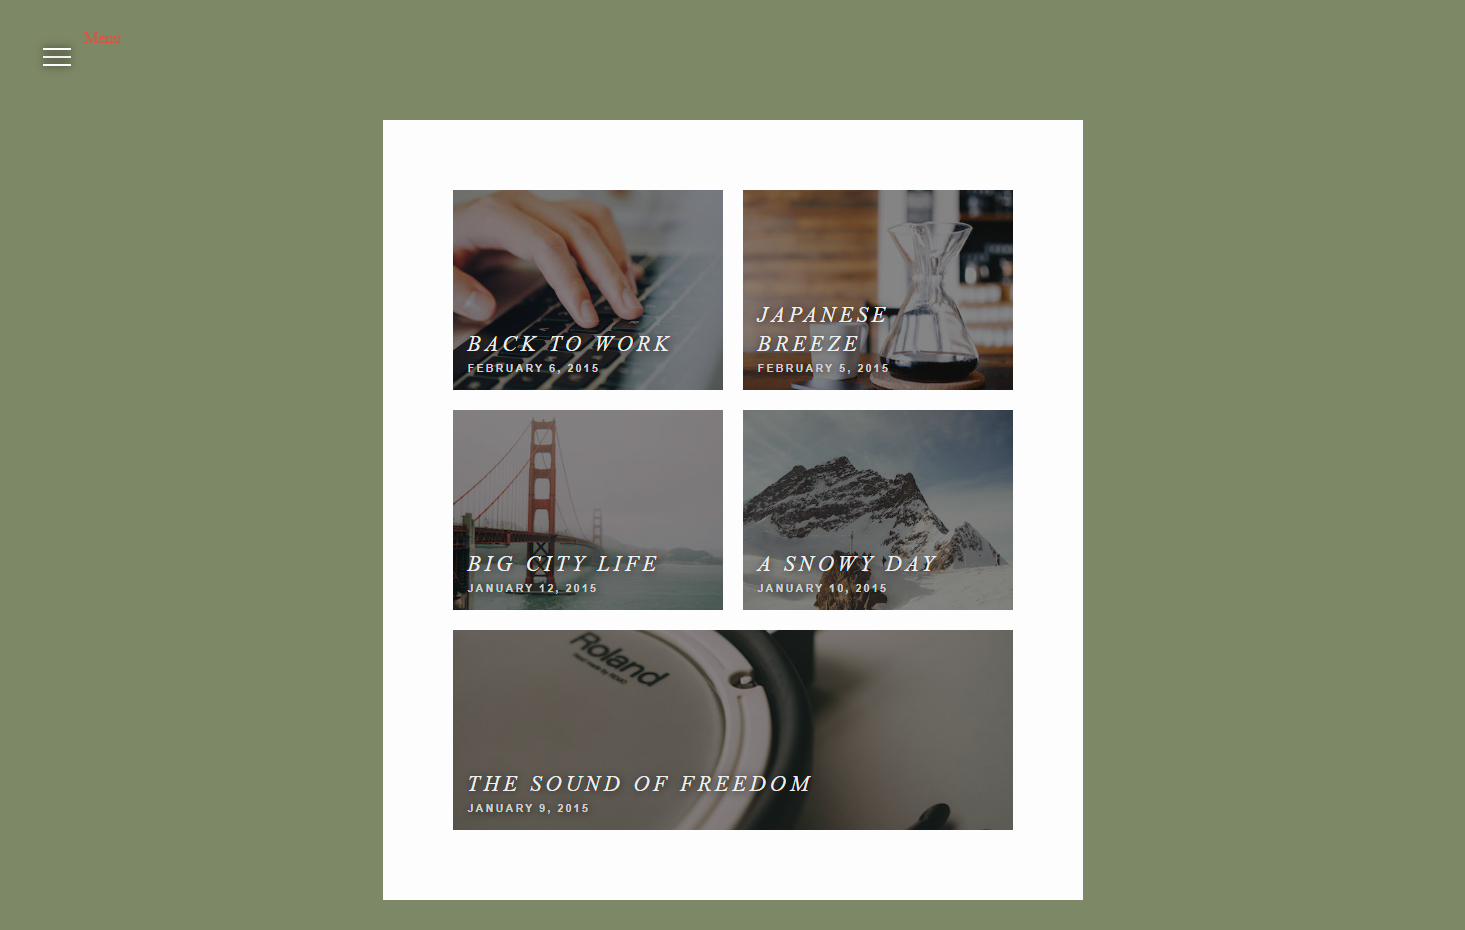 Menu
BACK TO WORK
FEBRUARY 6, 2015
JAPANESE
BREEZE
FEBRUARY 5, 2015
BIG CITY LIFE
JANUARY 12, 2015
A SNOWY DAY
JANUARY 10, 2015
Roland
THE SOUND OF FREEDOM
JANUARY 9, 2015